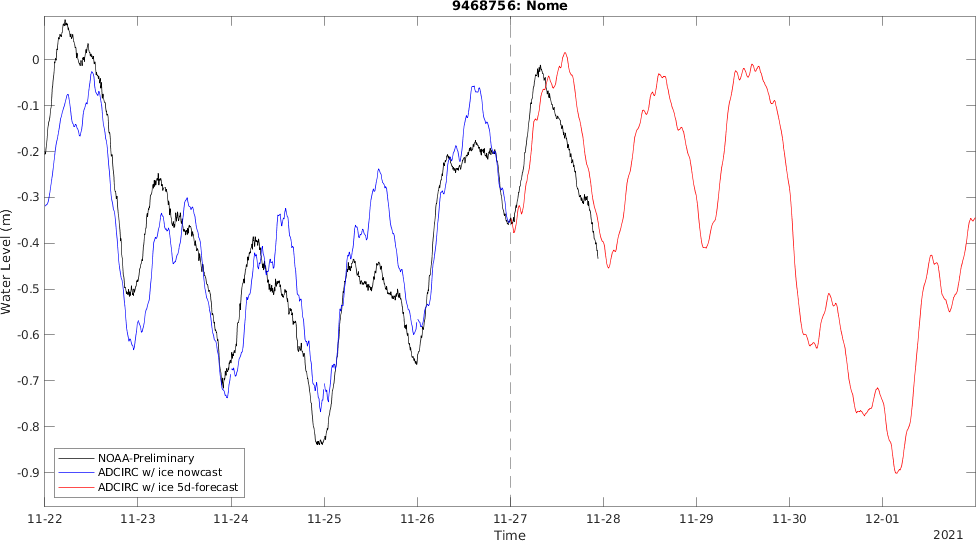 9468756: Nome
Water Level (m)
0
-0.1
-0.2
-0.3
-0.4
-0.5
-0.6
-0.7
-0.8
-0.9
NOAA-Preliminary
ADCIRC w/ ice nowcast
ADCIRC w/ ice 5d-forecast
11-22 11-23 11-24 11-25 11-26 11-27 11-28 11-29 11-30 12-01
Time
2021